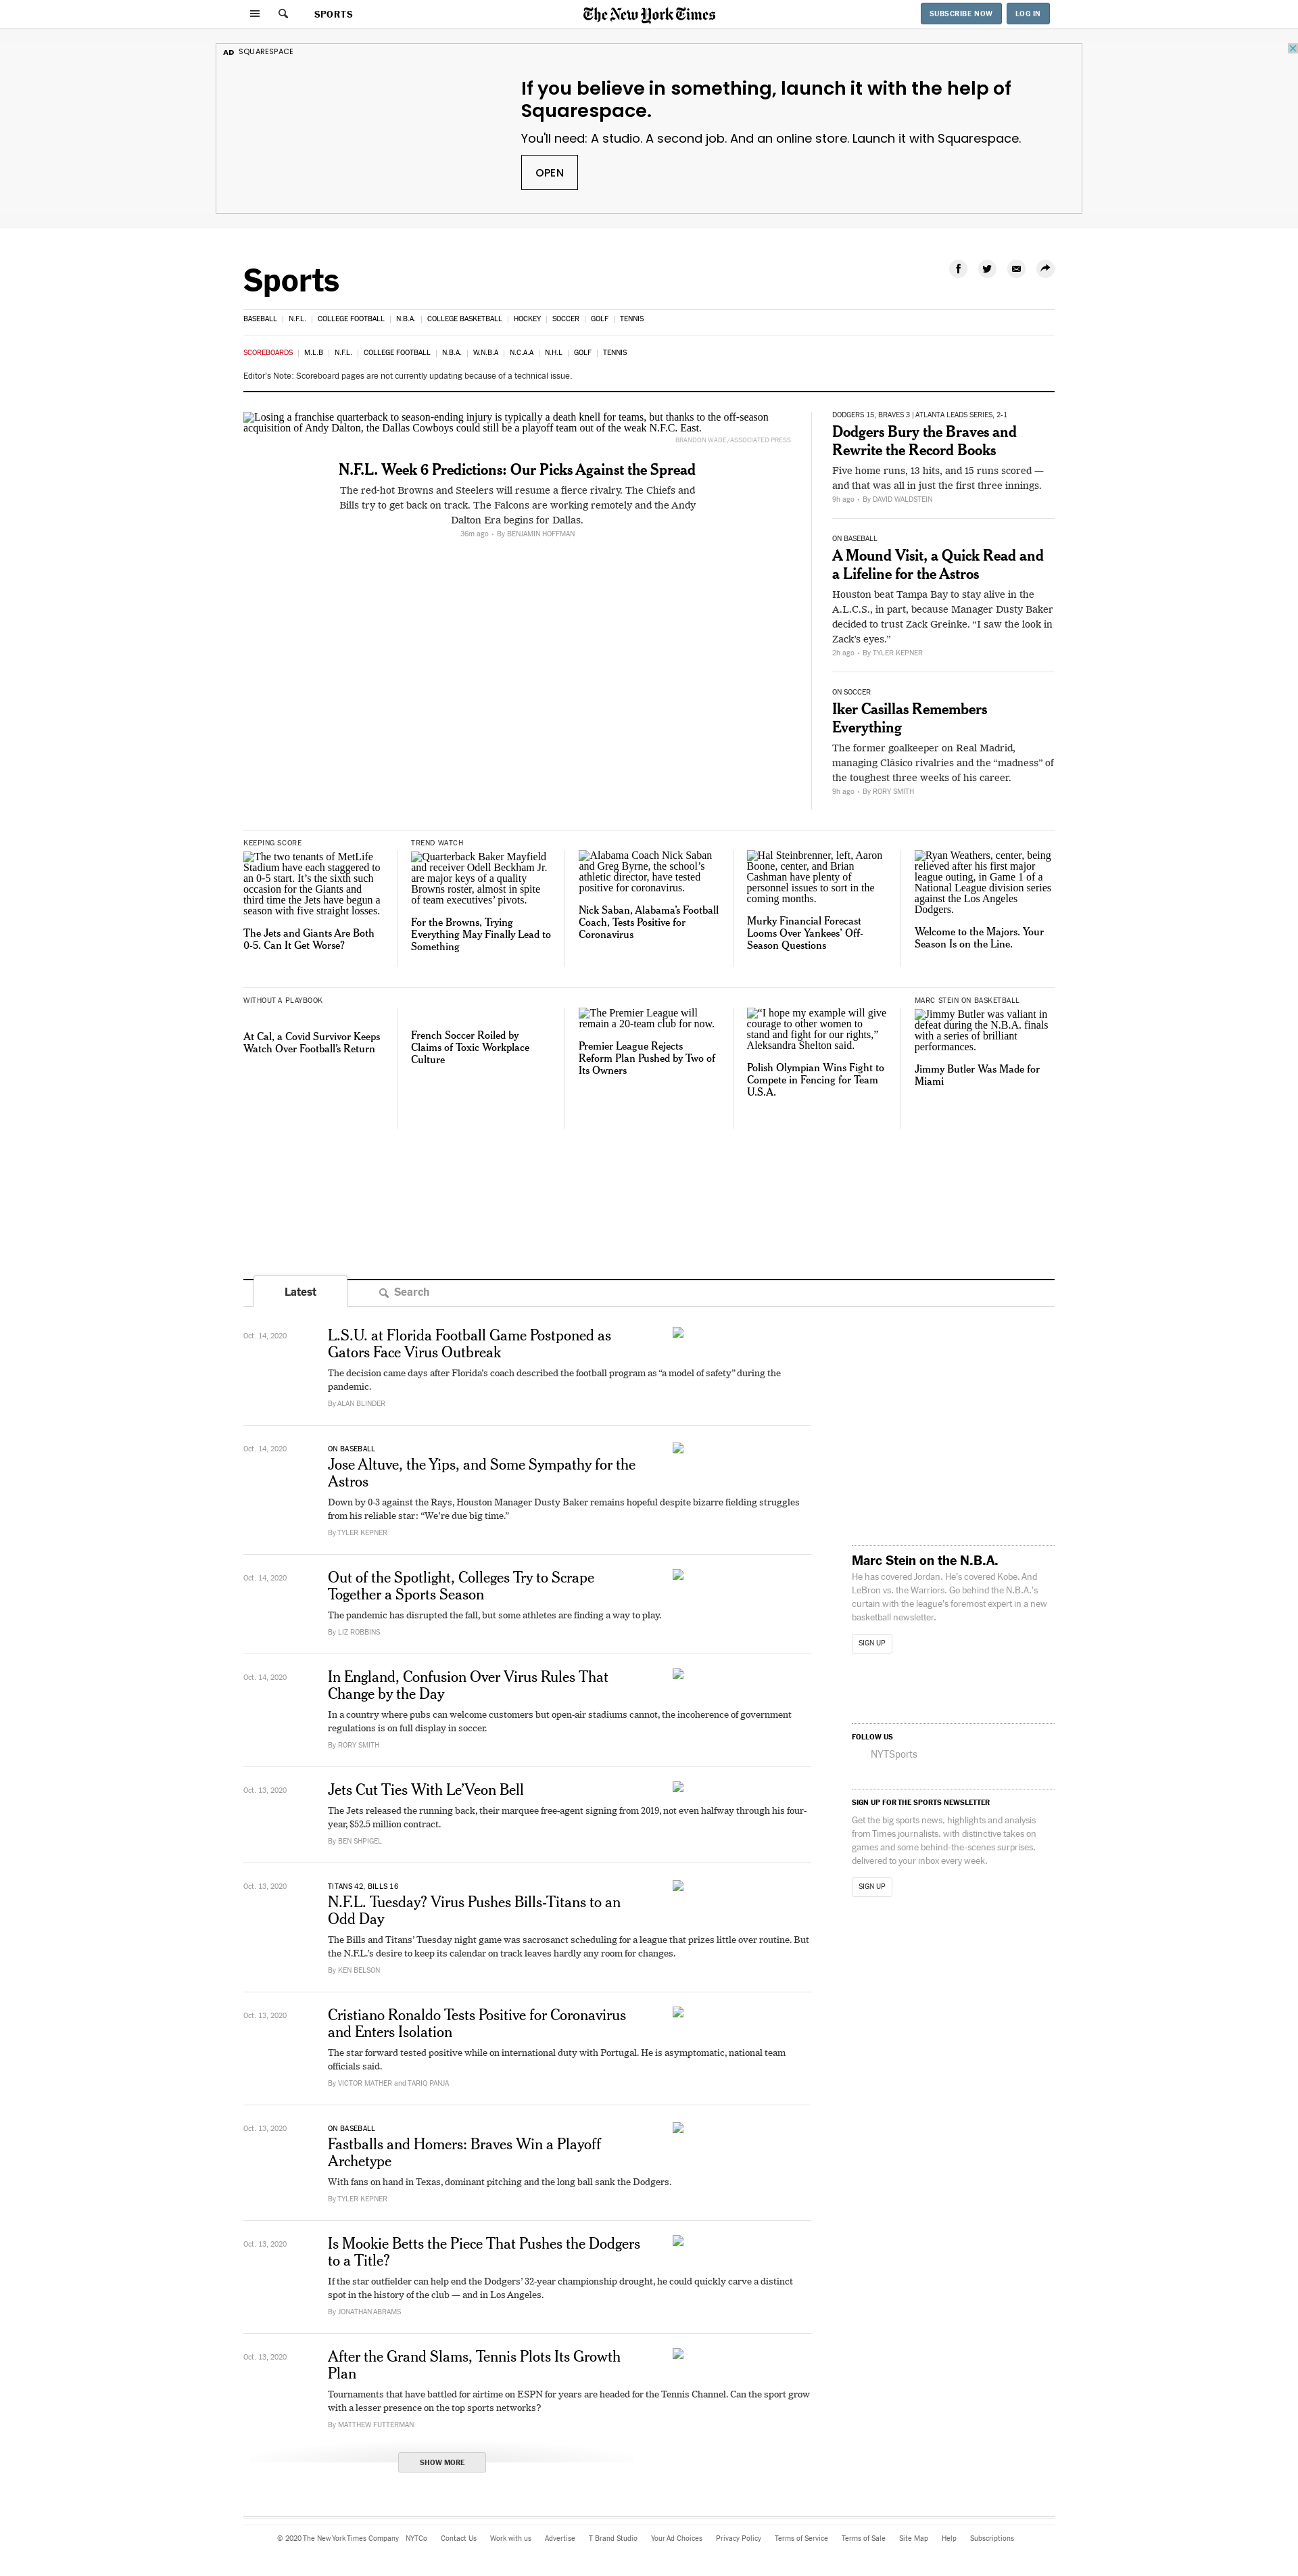 SPORTS
The New York Times
SUBSCRIBE NOW
LOG IN
AD SQUARESPACE
If you believe in something, launch it with the help of
Squarespace.
You'll need: A studio. A second job. And an online store. Launch it with Squarespace.
OPEN
Sports
BASEBALL | N.F.L. | COLLEGE FOOTBALL | N.B.A. | COLLEGE BASKETBALL | HOCKEY | SOCCER | GOLF | TENNIS
SCOREBOARDS | M.L.B | N.F.L. | COLLEGE FOOTBALL | N.B.A. | W.N.B.A | N.C.A.A | N.H.L | GOLF | TENNIS
Editor's Note: Scoreboard pages are not currently updating because of a technical issue.
Losing a franchise quarterback to season-ending injury is typically a death knell for teams, but thanks to the off-season
acquisition of Andy Dalton, the Dallas Cowboys could still be a playoff team out of the weak N.F.C. East.
BRANDON WADE/ASSOCIATED PRESS
N.F.L. Week 6 Predictions: Our Picks Against the Spread
The red-hot Browns and Steelers will resume a fierce rivalry. The Chiefs and
Bills try to get back on track. The Falcons are working remotely and the Andy
Dalton Era begins for Dallas.
36m ago · By BENJAMIN HOFFMAN
DODGERS 15, BRAVES 3 | ATLANTA LEADS SERIES, 2-1
Dodgers Bury the Braves and
Rewrite the Record Books
Five home runs, 13 hits, and 15 runs scored —
and that was all in just the first three innings.
9h ago · By DAVID WALDSTEIN
ON BASEBALL
A Mound Visit, a Quick Read and
a Lifeline for the Astros
Houston beat Tampa Bay to stay alive in the
A.L.C.S., in part, because Manager Dusty Baker
decided to trust Zack Greinke. “I saw the look in
Zack’s eyes.”
2h ago · By TYLER KEPNER
ON SOCCER
Iker Casillas Remembers
Everything
The former goalkeeper on Real Madrid,
managing Clásico rivalries and the “madness” of
the toughest three weeks of his career.
9h ago · By RORY SMITH
KEEPING SCORE
The two tenants of MetLife
Stadium have each staggered to
an 0-5 start. It’s the sixth such
occasion for the Giants and
third time the Jets have begun a
season with five straight losses.
The Jets and Giants Are Both
0-5. Can It Get Worse?
TREND WATCH
Quarterback Baker Mayfield
and receiver Odell Beckham Jr.
are major keys of a quality
Browns roster, almost in spite
of team executives’ pivots.
For the Browns, Trying
Everything May Finally Lead to
Something
Alabama Coach Nick Saban
and Greg Byrne, the school’s
athletic director, have tested
positive for coronavirus.
Nick Saban, Alabama’s Football
Coach, Tests Positive for
Coronavirus
Hal Steinbrenner, left, Aaron
Boone, center, and Brian
Cashman have plenty of
personnel issues to sort in the
coming months.
Murky Financial Forecast
Looms Over Yankees’ Off-
Season Questions
Ryan Weathers, center, being
relieved after his first major
league outing, in Game 1 of a
National League division series
against the Los Angeles
Dodgers.
Welcome to the Majors. Your
Season Is on the Line.
WITHOUT A PLAYBOOK
At Cal, a Covid Survivor Keeps
Watch Over Football’s Return
French Soccer Roiled by
Claims of Toxic Workplace
Culture
The Premier League will
remain a 20-team club for now.
Premier League Rejects
Reform Plan Pushed by Two of
Its Owners
“I hope my example will give
courage to other women to
stand and fight for our rights,”
Aleksandra Shelton said.
Polish Olympian Wins Fight to
Compete in Fencing for Team
U.S.A.
MARC STEIN ON BASKETBALL
Jimmy Butler was valiant in
defeat during the N.B.A. finals
with a series of brilliant
performances.
Jimmy Butler Was Made for
Miami
Latest
Search
Oct. 14, 2020
L.S.U. at Florida Football Game Postponed as
Gators Face Virus Outbreak
The decision came days after Florida’s coach described the football program as “a model of safety” during the
pandemic.
By ALAN BLINDER
Oct. 14, 2020
ON BASEBALL
Jose Altuve, the Yips, and Some Sympathy for the
Astros
Down by 0-3 against the Rays, Houston Manager Dusty Baker remains hopeful despite bizarre fielding struggles
from his reliable star: “We’re due big time.”
By TYLER KEPNER
Oct. 14, 2020
Out of the Spotlight, Colleges Try to Scrape
Together a Sports Season
The pandemic has disrupted the fall, but some athletes are finding a way to play.
By LIZ ROBBINS
Oct. 14, 2020
In England, Confusion Over Virus Rules That
Change by the Day
In a country where pubs can welcome customers but open-air stadiums cannot, the incoherence of government
regulations is on full display in soccer.
By RORY SMITH
Oct. 13, 2020
Jets Cut Ties With Le’Veon Bell
The Jets released the running back, their marquee free-agent signing from 2019, not even halfway through his four-
year, $52.5 million contract.
By BEN SHPIGEL
Oct. 13, 2020
TITANS 42, BILLS 16
N.F.L. Tuesday? Virus Pushes Bills-Titans to an
Odd Day
The Bills and Titans’ Tuesday night game was sacrosanct scheduling for a league that prizes little over routine. But
the N.F.L.’s desire to keep its calendar on track leaves hardly any room for changes.
By KEN BELSON
Oct. 13, 2020
Cristiano Ronaldo Tests Positive for Coronavirus
and Enters Isolation
The star forward tested positive while on international duty with Portugal. He is asymptomatic, national team
officials said.
By VICTOR MATHER and TARIQ PANJA
Oct. 13, 2020
ON BASEBALL
Fastballs and Homers: Braves Win a Playoff
Archetype
With fans on hand in Texas, dominant pitching and the long ball sank the Dodgers.
By TYLER KEPNER
Oct. 13, 2020
Is Mookie Betts the Piece That Pushes the Dodgers
to a Title?
If the star outfielder can help end the Dodgers’ 32-year championship drought, he could quickly carve a distinct
spot in the history of the club — and in Los Angeles.
By JONATHAN ABRAMS
Oct. 13, 2020
After the Grand Slams, Tennis Plots Its Growth
Plan
Tournaments that have battled for airtime on ESPN for years are headed for the Tennis Channel. Can the sport grow
with a lesser presence on the top sports networks?
By MATTHEW FUTTERMAN
SHOW MORE
Marc Stein on the N.B.A.
He has covered Jordan. He's covered Kobe. And
LeBron vs. the Warriors. Go behind the N.B.A.'s
curtain with the league's foremost expert in a new
basketball newsletter.
SIGN UP
FOLLOW US
NYTSports
SIGN UP FOR THE SPORTS NEWSLETTER
Get the big sports news, highlights and analysis
from Times journalists, with distinctive takes on
games and some behind-the-scenes surprises,
delivered to your inbox every week.
SIGN UP
© 2020 The New York Times Company NYTCo Contact Us Work with us Advertise T Brand Studio Your Ad Choices Privacy Policy Terms of Service Terms of Sale Site Map Help Subscriptions